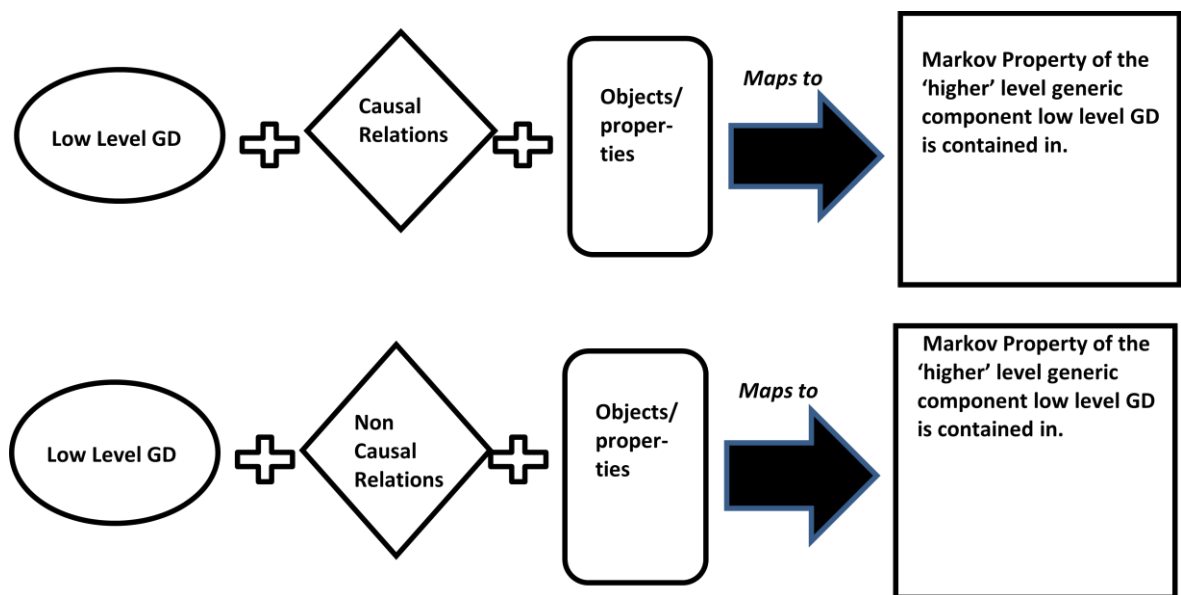 Low Level GD
Causal
Relations
Objects/
proper-
ties
Maps to
Markov Property of the
‘higher’ level generic
component low level GD
is contained in.
Low Level GD
Non
Causal
Relations
Objects/
proper-
ties
Maps to
Markov Property of the
‘higher’ level generic
component low level GD
is contained in.